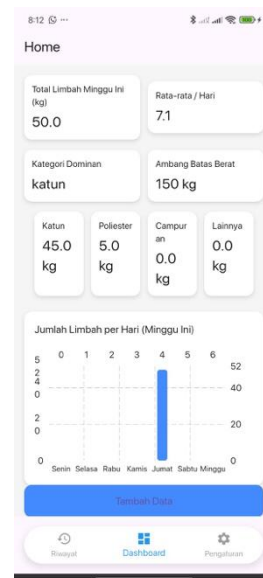 8:12
100
Home
Total Limbah Minggu Ini
(kg)
50.0
Rata-rata / Hari
7.1
Kategori Dominan
katun
Ambang Batas Berat
150 kg
Katun
45.0
kg
Poliester
5.0
kg
Campur
an
0.0
kg
Lainnya
0.0
kg
Jumlah Limbah per Hari (Minggu Ini)
0 1 2 3 4 5 6
5
2
4
0
2
0
0
52
40
20
0
Senin Selasa Rabu Kamis Jumat Sabtu Minggu
Tambah Data
Riwayat
Dashboard
Pengaturan